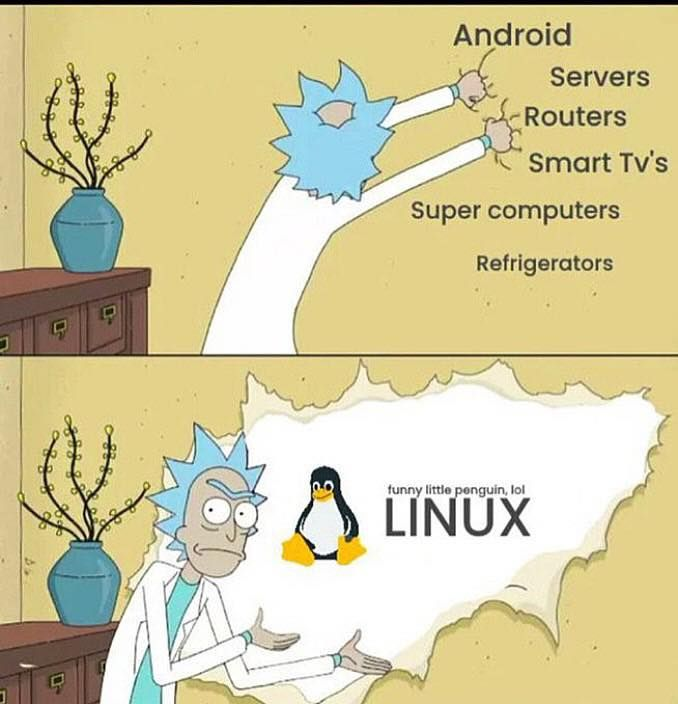 Android
Servers
Routers
Smart Tv's
Super computers
Refrigerators
funny little penguin, lol
LINUX